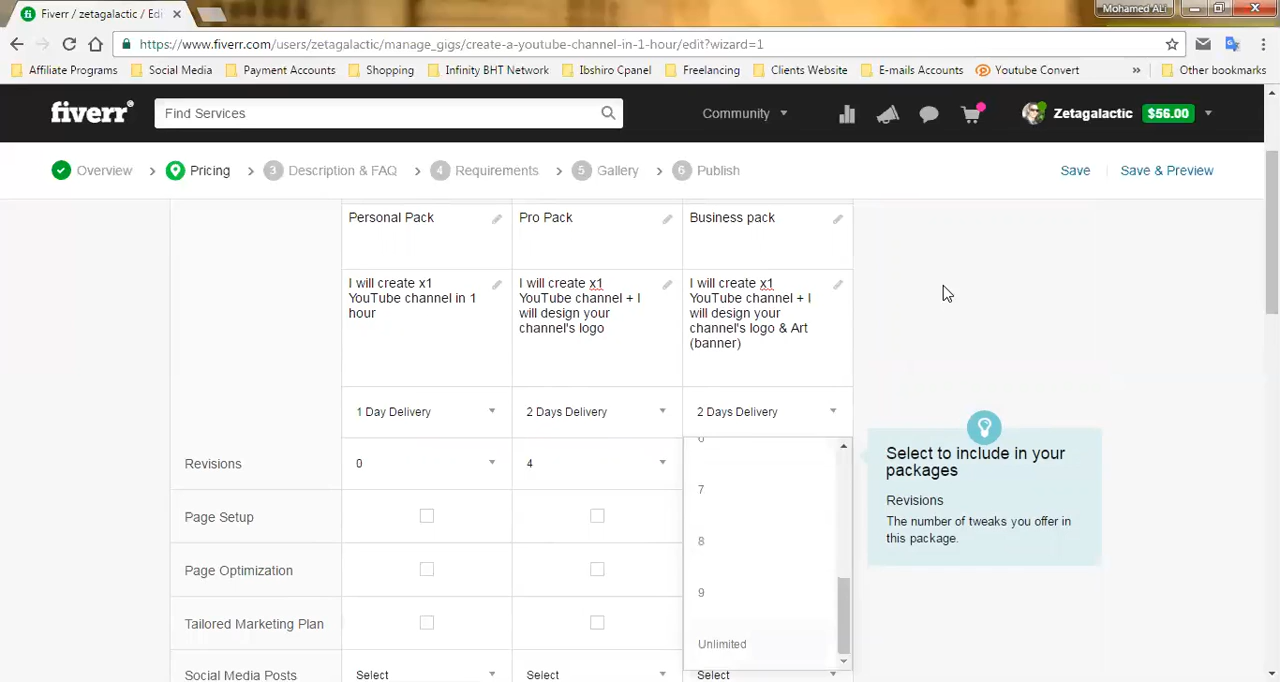 Fiverr / zetagalactic / Edi
Mohamed ALi
https://www.fiverr.com/users/zetagalactic/manage_gigs/create-a-youtube-channel-in-1-hour/edit?wizard=1
Affiliate Programs
Social Media
Payment Accounts
Shopping
Infinity BHT Network
Ibshiro Cpanel
Freelancing
Clients Website
E-mails Accounts
Youtube Convert
»
Other bookmarks
fiverr®
Find Services
Community
Zetagalactic
$56.00
Overview
Pricing
3 Description & FAQ
4 Requirements
5 Gallery
6 Publish
Save
Save & Preview
Personal Pack
Pro Pack
Business pack
I will create x1
YouTube channel in 1
hour
I will create x1
YouTube channel + I
will design your
channel's logo
I will create x1
YouTube channel + I
will design your
channel's logo & Art
(banner)
1 Day Delivery
2 Days Delivery
2 Days Delivery
Revisions
0
4
7
8
9
Unlimited
Page Setup
Page Optimization
Tailored Marketing Plan
Social Media Posts
Select
Select
Select
Select to include in your
packages
Revisions
The number of tweaks you offer in
this package.